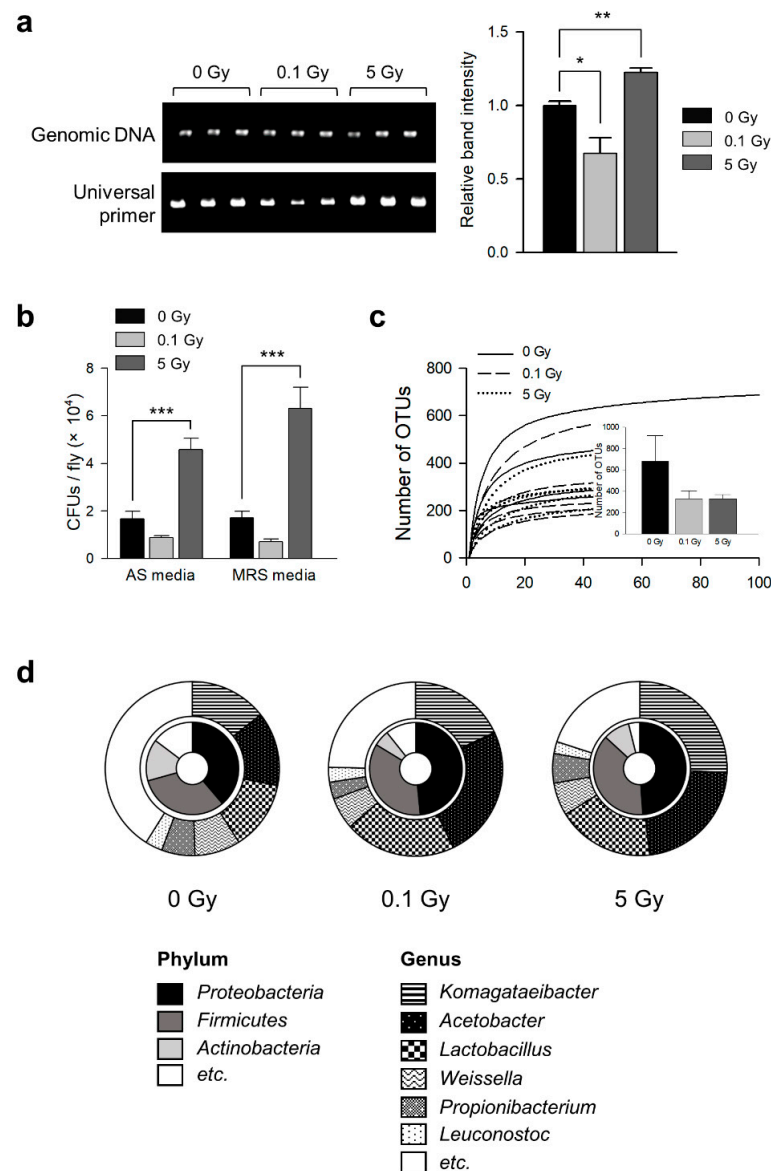 a
0 Gy 0.1 Gy 5 Gy
Genomic DNA
Universal
primer
Relative band intensity
1.5
1.0
0.5
0.0
*
**
0 Gy
0.1 Gy
5 Gy
b
0 Gy
0.1 Gy
5 Gy
CFUs / fly (× 10⁴)
8
6
4
2
0
***
***
AS media MRS media
c
0 Gy
0.1 Gy
5 Gy
Number of OTUs
800
600
400
200
0
0 20 40 60 80 100
Number of OTUs
1000
800
600
400
200
0
0 Gy 0.1 Gy 5 Gy
d
0 Gy 0.1 Gy 5 Gy
Phylum
Proteobacteria
Firmicutes
Actinobacteria
etc.
Genus
Komagataeibacter
Acetobacter
Lactobacillus
Weissella
Propionibacterium
Leuconostoc
etc.